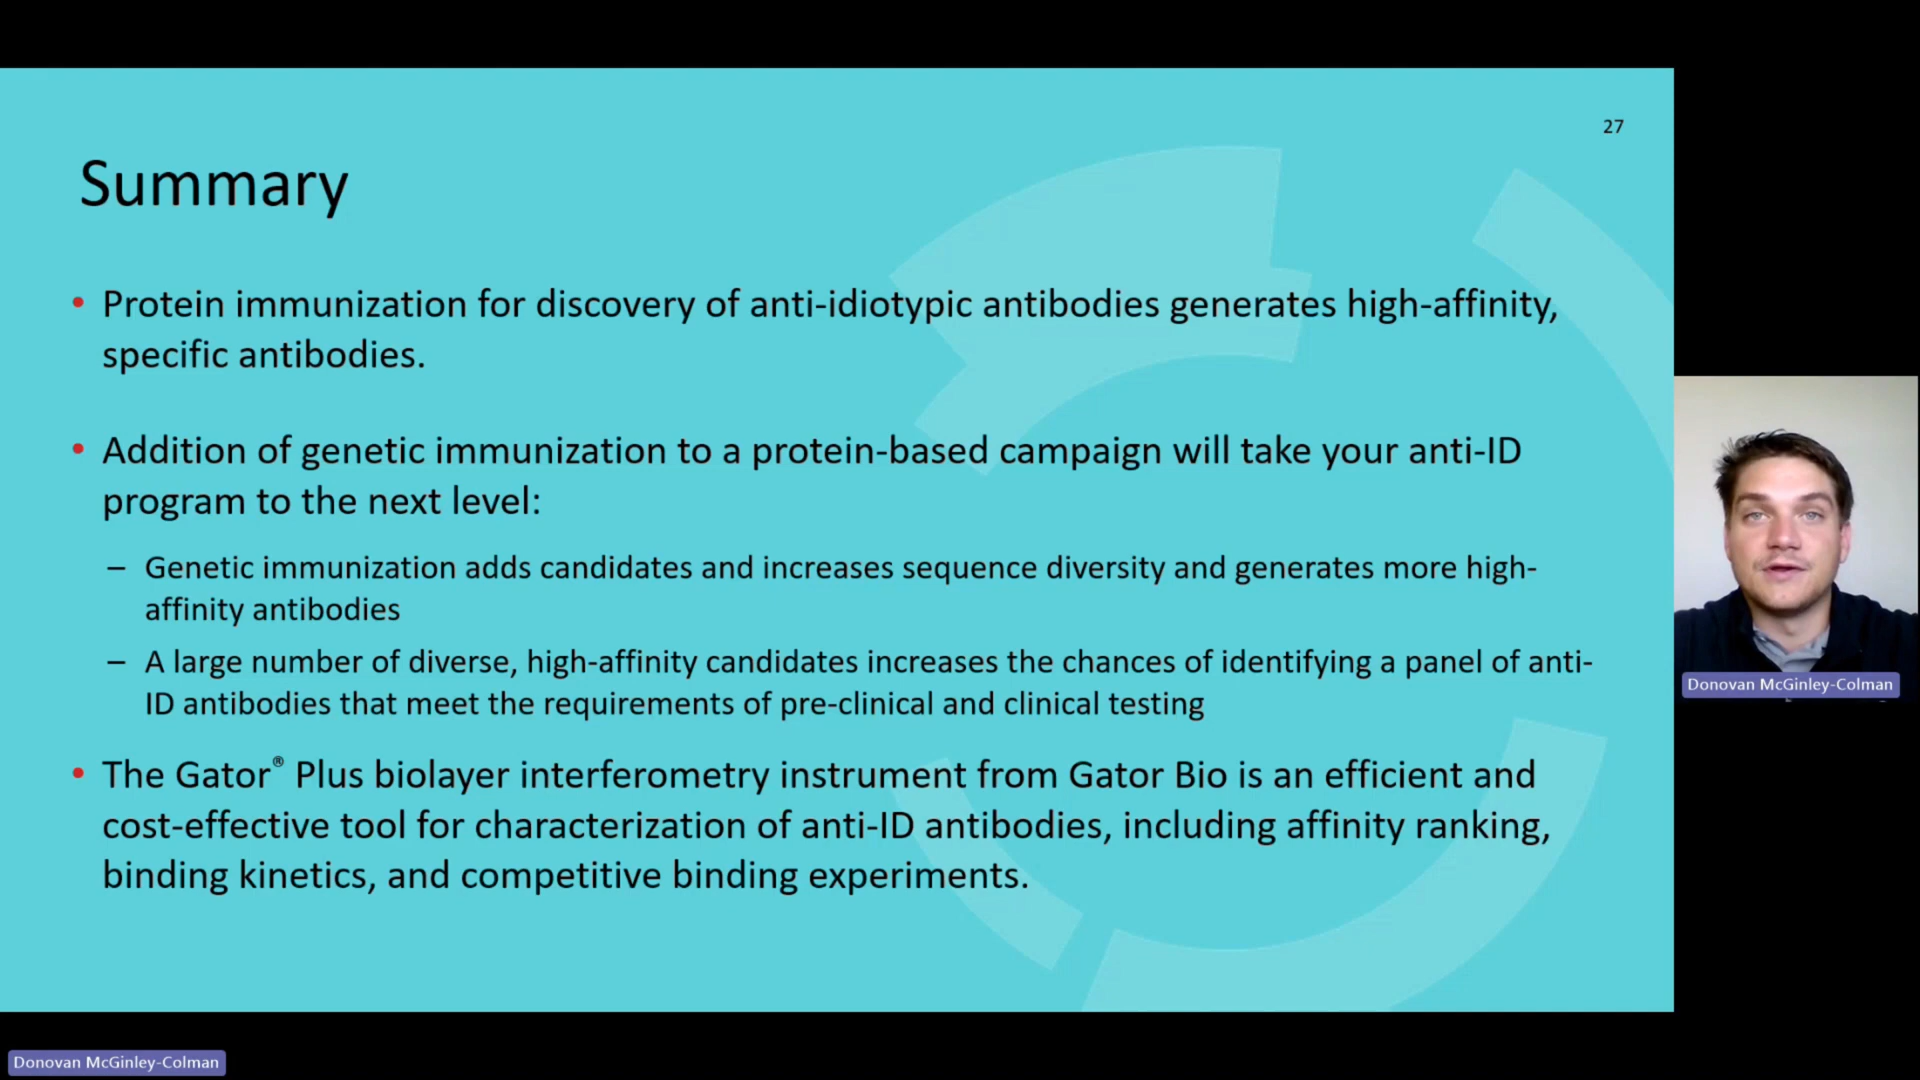 27
Summary
• Protein immunization for discovery of anti-idiotypic antibodies generates high-affinity,
specific antibodies.
• Addition of genetic immunization to a protein-based campaign will take your anti-ID
program to the next level:
– Genetic immunization adds candidates and increases sequence diversity and generates more high-
affinity antibodies
– A large number of diverse, high-affinity candidates increases the chances of identifying a panel of anti-
ID antibodies that meet the requirements of pre-clinical and clinical testing
• The Gator® Plus biolayer interferometry instrument from Gator Bio is an efficient and
cost-effective tool for characterization of anti-ID antibodies, including affinity ranking,
binding kinetics, and competitive binding experiments.
Donovan McGinley-Colman
Donovan McGinley-Colman